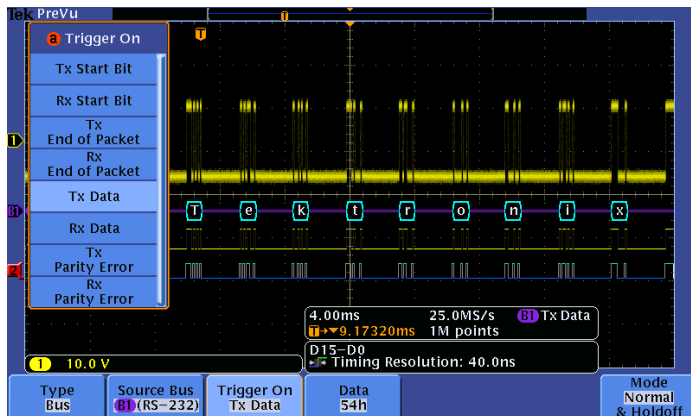 Tek PreVu
T
T
a Trigger On
Tx Start Bit
Rx Start Bit
Tx
End of Packet
Rx
End of Packet
Tx Data
Rx Data
Tx
Parity Error
Rx
Parity Error
1
B1
2
T e k t r o n i x
4.00ms 25.0MS/s B1 Tx Data
T→▼9.17320ms 1M points
D15-D0
Timing Resolution: 40.0ns
1 10.0 V
Type
Bus
Source Bus
B1 (RS-232)
Trigger On
Tx Data
Data
54h
Mode
Normal
& Holdoff